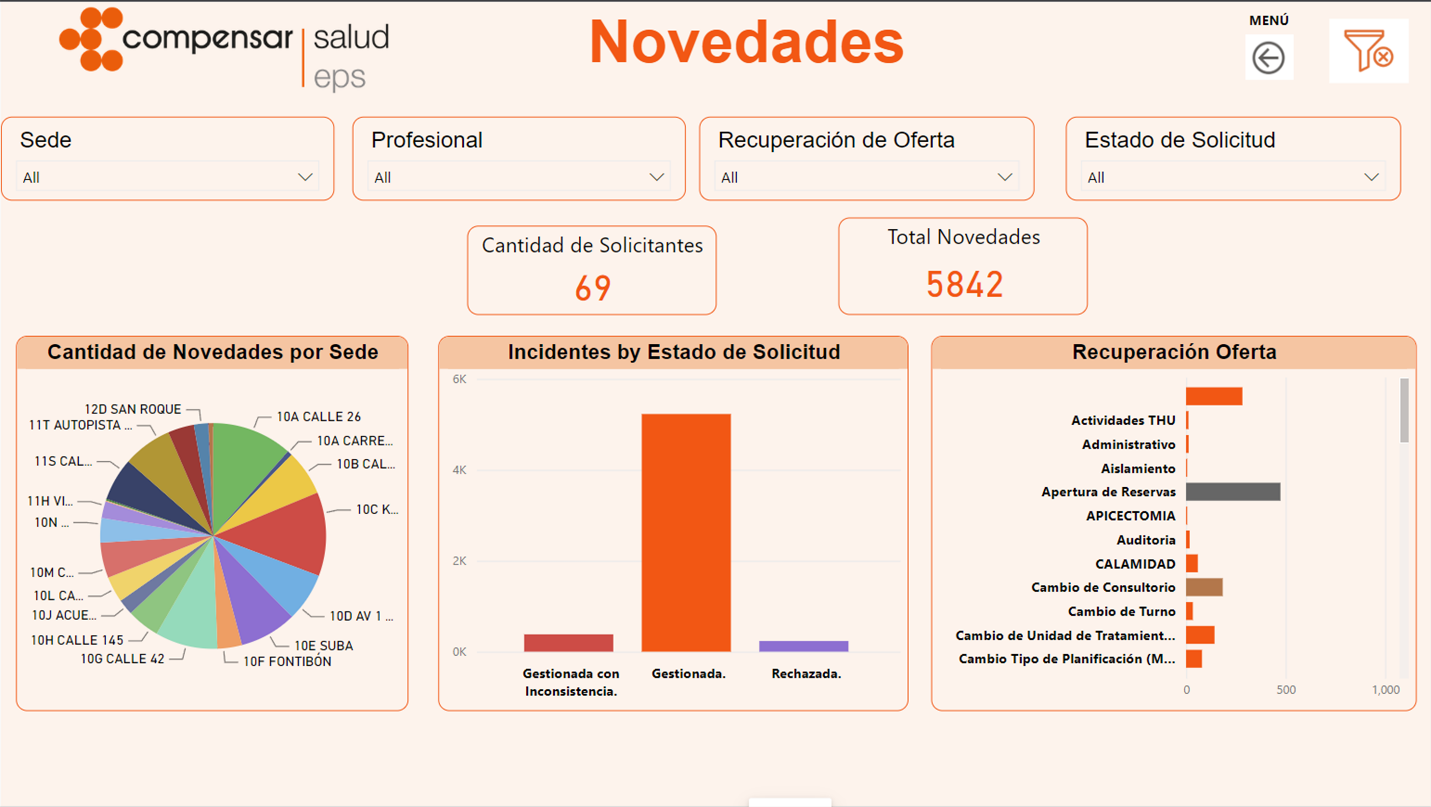 compensar salud
eps
Novedades
MENÚ
Sede
All
Profesional
All
Recuperación de Oferta
All
Estado de Solicitud
All
Cantidad de Solicitantes
69
Total Novedades
5842
Cantidad de Novedades por Sede
12D SAN ROQUE
11T AUTOPISTA ...
11S CAL...
11H VI...
10N ...
10M C...
10L CA...
10J ACUE...
10H CALLE 145
10G CALLE 42
10A CALLE 26
10A CARRE...
10B CAL...
10C K...
10D AV 1 ...
10E SUBA
10F FONTIBÓN
Incidentes by Estado de Solicitud
6K
4K
2K
0K
Gestionada con
Inconsistencia.
Gestionada.
Rechazada.
Recuperación Oferta
Actividades THU
Administrativo
Aislamiento
Apertura de Reservas
APICECTOMIA
Auditoria
CALAMIDAD
Cambio de Consultorio
Cambio de Turno
Cambio de Unidad de Tratamient...
Cambio Tipo de Planificación (M...
0 500 1,000